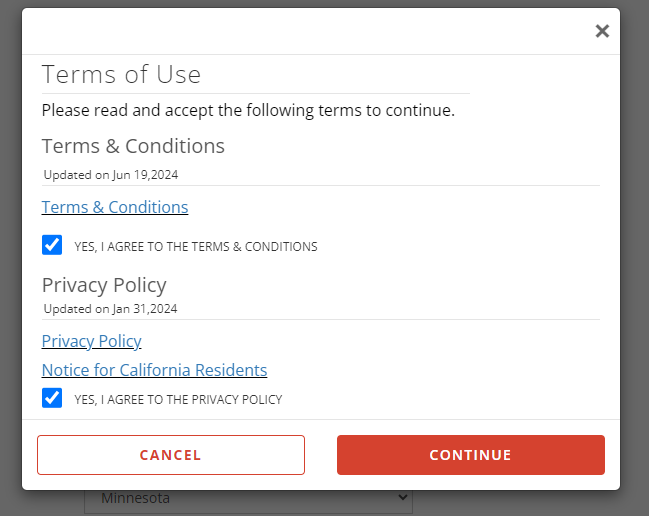 ×
Terms of Use
Please read and accept the following terms to continue.
Terms & Conditions
Updated on Jun 19,2024
Terms & Conditions
YES, I AGREE TO THE TERMS & CONDITIONS
Privacy Policy
Updated on Jan 31,2024
Privacy Policy
Notice for California Residents
YES, I AGREE TO THE PRIVACY POLICY
CANCEL CONTINUE
Minnesota